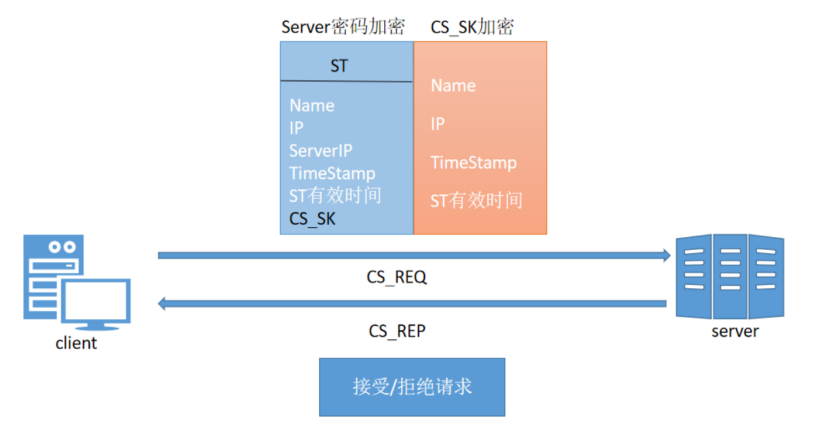 Server密码加密
CS_SK加密
ST
Name
IP
ServerIP
TimeStamp
ST有效时间
CS_SK
Name
IP
TimeStamp
ST有效时间
CS_REQ
CS_REP
client
server
接受/拒绝请求